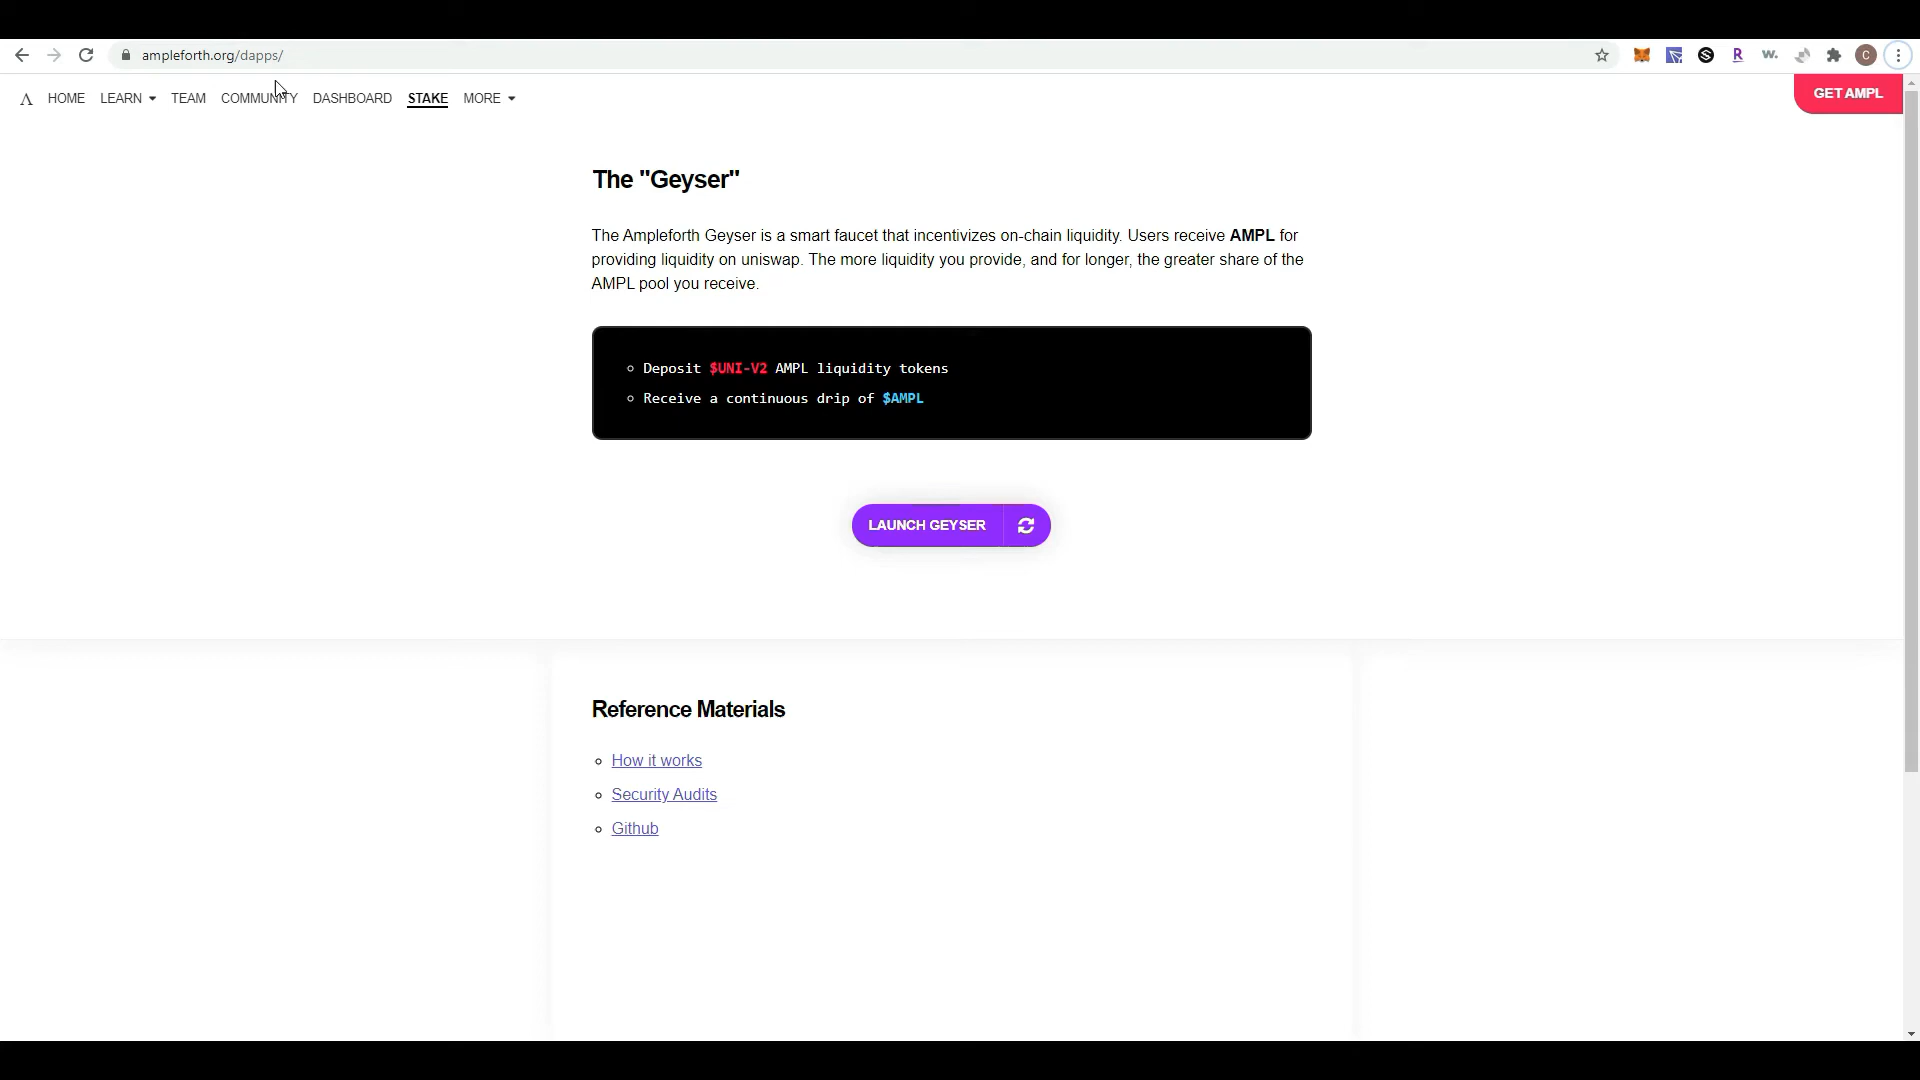 ampleforth.org/dapps/
R
W.
C
Λ HOME LEARN TEAM COMMUNITY DASHBOARD STAKE MORE
GET AMPL
The "Geyser"
The Ampleforth Geyser is a smart faucet that incentivizes on-chain liquidity. Users receive AMPL for
providing liquidity on uniswap. The more liquidity you provide, and for longer, the greater share of the
AMPL pool you receive.
Deposit $UNI-V2 AMPL liquidity tokens
Receive a continuous drip of $AMPL
LAUNCH GEYSER
Reference Materials
How it works
Security Audits
Github